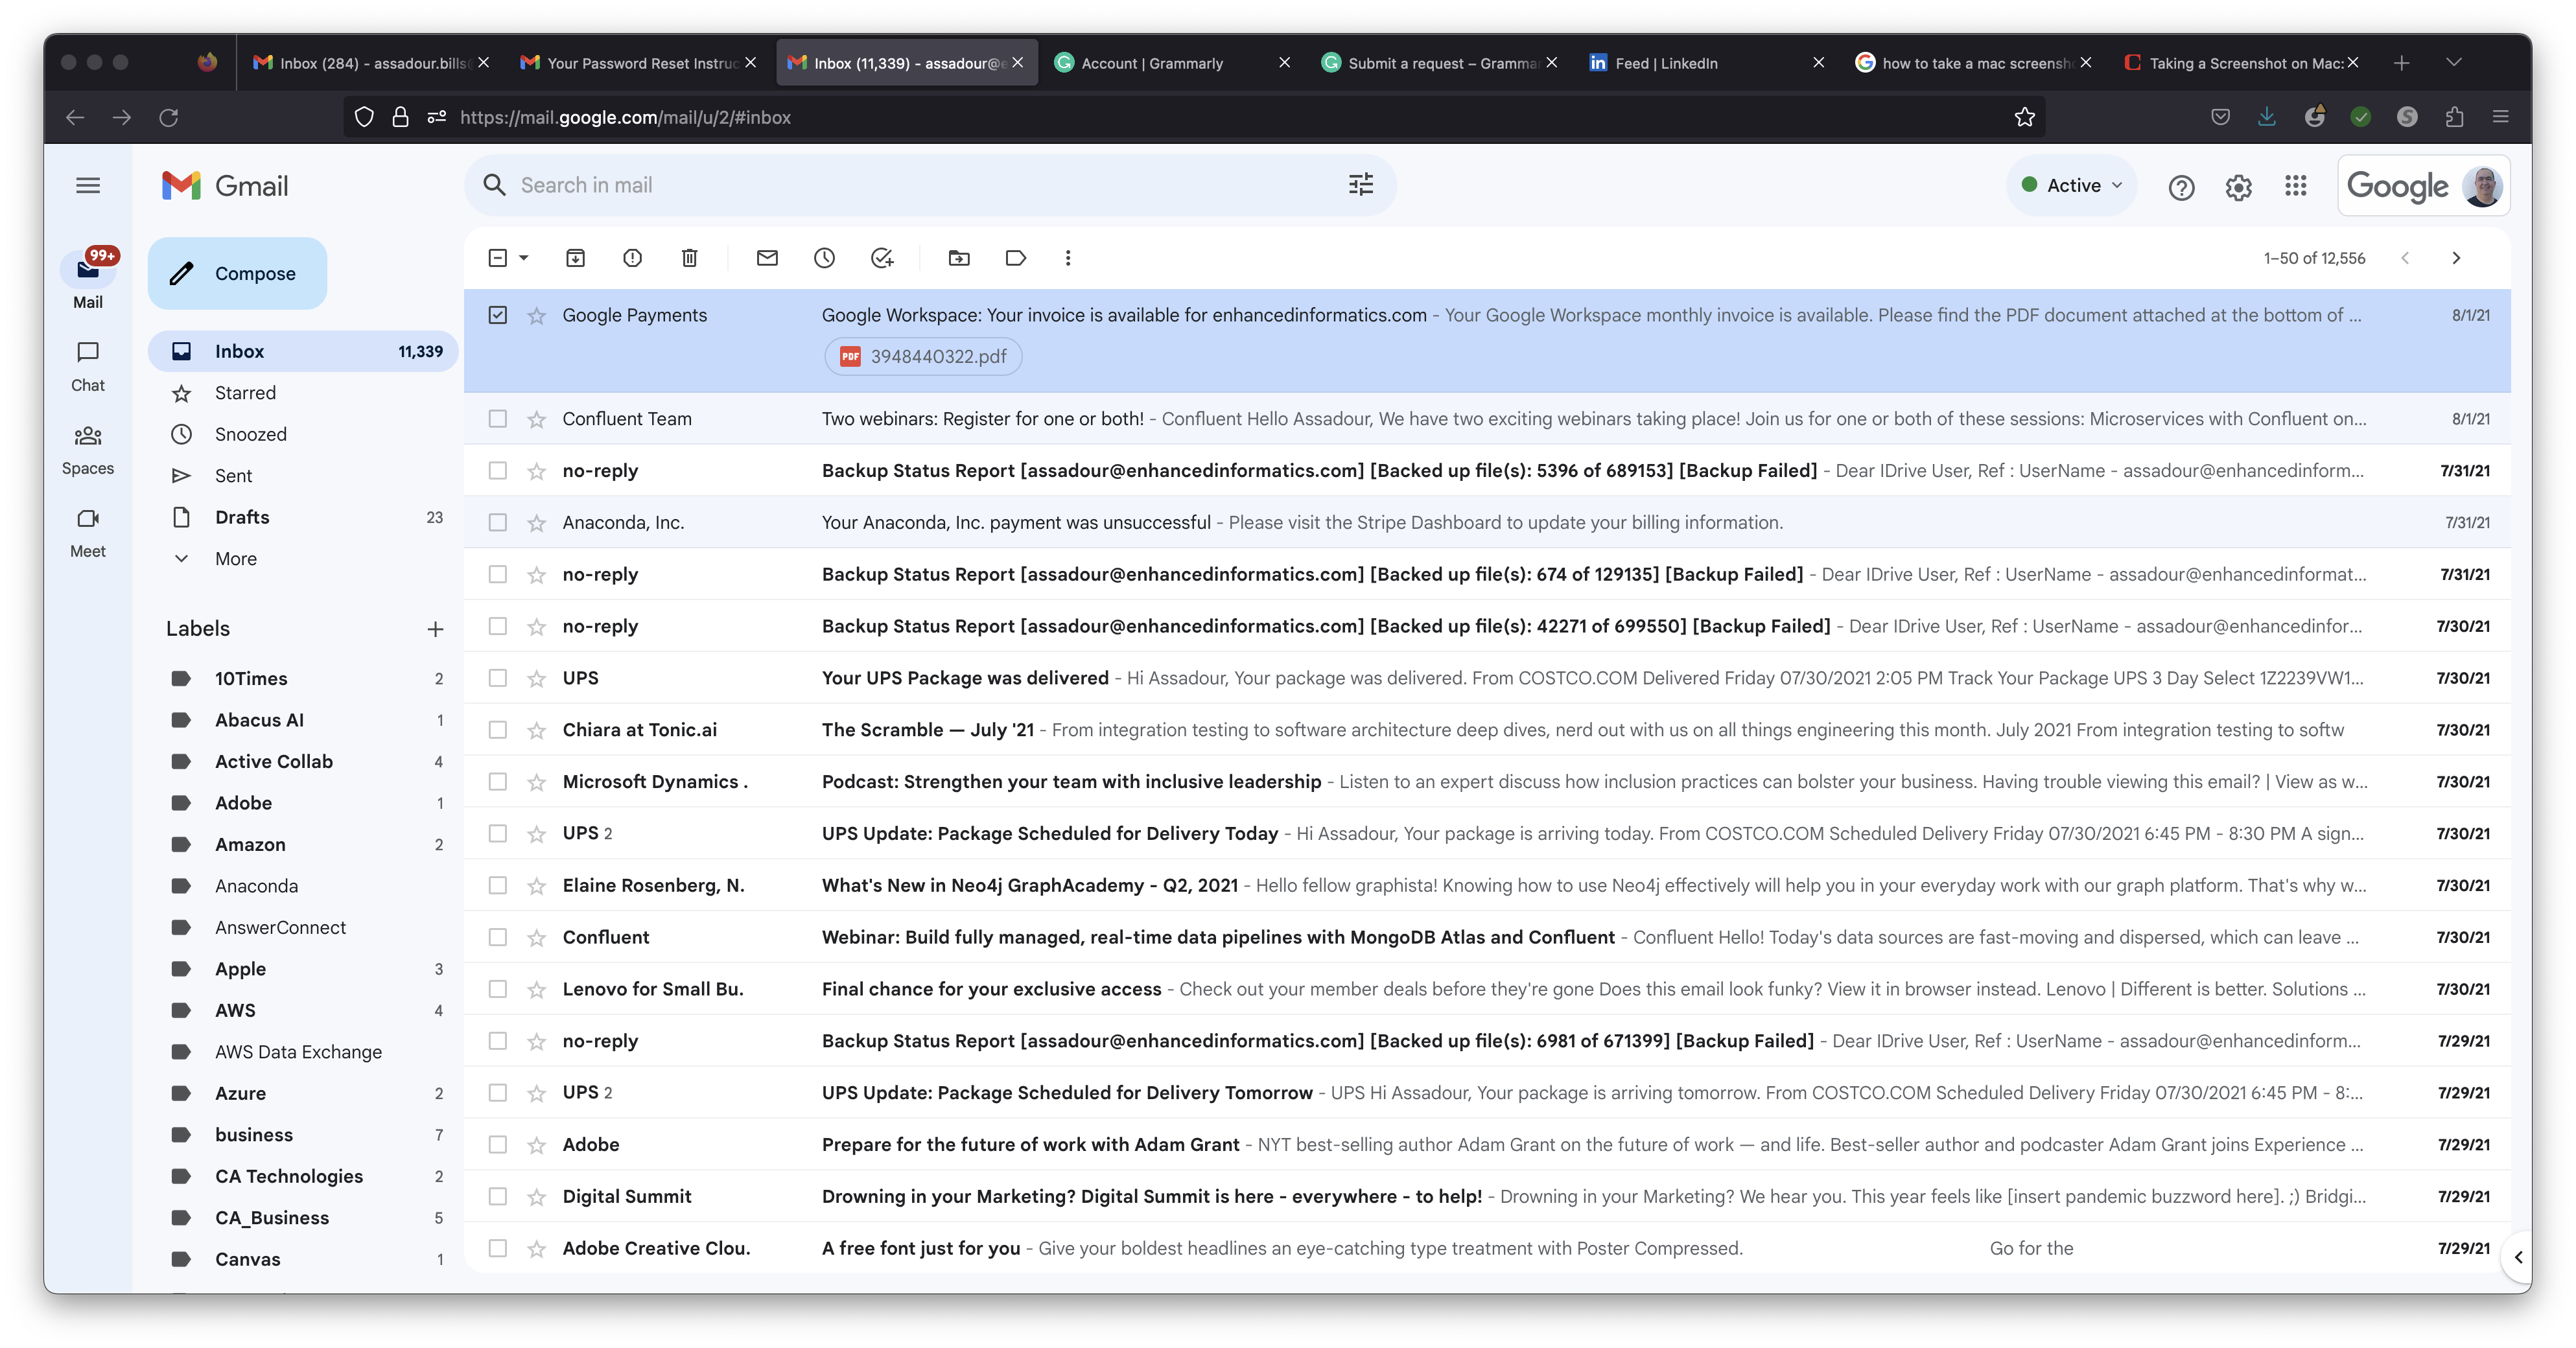 Inbox (284) - assadour.bills
Your Password Reset Instruc
Inbox (11,339) - assadour@e
Account | Grammarly
Submit a request – Gramma
Feed | LinkedIn
how to take a mac screensh
Taking a Screenshot on Mac:
https://mail.google.com/mail/u/2/#inbox
99+
Mail
Chat
Spaces
Meet
Gmail
Search in mail
Active
Google
Compose
Inbox 11,339
Starred
Snoozed
Sent
Drafts 23
More
Labels
10Times 2
Abacus AI 1
Active Collab 4
Adobe 1
Amazon 2
Anaconda
AnswerConnect
Apple 3
AWS 4
AWS Data Exchange
Azure 2
business 7
CA Technologies 2
CA_Business 5
Canvas 1
1–50 of 12,556
Google Payments Google Workspace: Your invoice is available for enhancedinformatics.com - Your Google Workspace monthly invoice is available. Please find the PDF document attached at the bottom of ... 8/1/21
PDF 3948440322.pdf
Confluent Team Two webinars: Register for one or both! - Confluent Hello Assadour, We have two exciting webinars taking place! Join us for one or both of these sessions: Microservices with Confluent on... 8/1/21
no-reply Backup Status Report [assadour@enhancedinformatics.com] [Backed up file(s): 5396 of 689153] [Backup Failed] - Dear IDrive User, Ref : UserName - assadour@enhancedinform... 7/31/21
Anaconda, Inc. Your Anaconda, Inc. payment was unsuccessful - Please visit the Stripe Dashboard to update your billing information. 7/31/21
no-reply Backup Status Report [assadour@enhancedinformatics.com] [Backed up file(s): 674 of 129135] [Backup Failed] - Dear IDrive User, Ref : UserName - assadour@enhancedinformat... 7/31/21
no-reply Backup Status Report [assadour@enhancedinformatics.com] [Backed up file(s): 42271 of 699550] [Backup Failed] - Dear IDrive User, Ref : UserName - assadour@enhancedinfor... 7/30/21
UPS Your UPS Package was delivered - Hi Assadour, Your package was delivered. From COSTCO.COM Delivered Friday 07/30/2021 2:05 PM Track Your Package UPS 3 Day Select 1Z2239VW1... 7/30/21
Chiara at Tonic.ai The Scramble — July '21 - From integration testing to software architecture deep dives, nerd out with us on all things engineering this month. July 2021 From integration testing to softw 7/30/21
Microsoft Dynamics . Podcast: Strengthen your team with inclusive leadership - Listen to an expert discuss how inclusion practices can bolster your business. Having trouble viewing this email? | View as w... 7/30/21
UPS 2 UPS Update: Package Scheduled for Delivery Today - Hi Assadour, Your package is arriving today. From COSTCO.COM Scheduled Delivery Friday 07/30/2021 6:45 PM - 8:30 PM A sign... 7/30/21
Elaine Rosenberg, N. What's New in Neo4j GraphAcademy - Q2, 2021 - Hello fellow graphista! Knowing how to use Neo4j effectively will help you in your everyday work with our graph platform. That's why w... 7/30/21
Confluent Webinar: Build fully managed, real-time data pipelines with MongoDB Atlas and Confluent - Confluent Hello! Today's data sources are fast-moving and dispersed, which can leave ... 7/30/21
Lenovo for Small Bu. Final chance for your exclusive access - Check out your member deals before they're gone Does this email look funky? View it in browser instead. Lenovo | Different is better. Solutions ... 7/30/21
no-reply Backup Status Report [assadour@enhancedinformatics.com] [Backed up file(s): 6981 of 671399] [Backup Failed] - Dear IDrive User, Ref : UserName - assadour@enhancedinform... 7/29/21
UPS 2 UPS Update: Package Scheduled for Delivery Tomorrow - UPS Hi Assadour, Your package is arriving tomorrow. From COSTCO.COM Scheduled Delivery Friday 07/30/2021 6:45 PM - 8:... 7/29/21
Adobe Prepare for the future of work with Adam Grant - NYT best-selling author Adam Grant on the future of work — and life. Best-seller author and podcaster Adam Grant joins Experience ... 7/29/21
Digital Summit Drowning in your Marketing? Digital Summit is here - everywhere - to help! - Drowning in your Marketing? We hear you. This year feels like [insert pandemic buzzword here]. ;) Bridgi... 7/29/21
Adobe Creative Clou. A free font just for you - Give your boldest headlines an eye-catching type treatment with Poster Compressed. Go for the 7/29/21